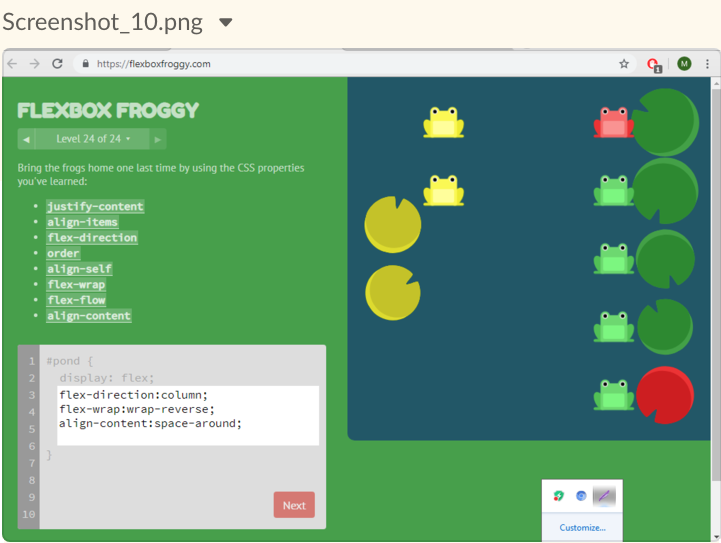 Screenshot_10.png
https://flexboxfroggy.com
1
M
FLEXBOX FROGGY
Level 24 of 24
Bring the frogs home one last time by using the CSS properties
you've learned:
justify-content
align-items
flex-direction
order
align-self
flex-wrap
flex-flow
align-content
1 #pond {
2 display: flex;
3 flex-direction:column;
4 flex-wrap:wrap-reverse;
5 align-content:space-around;
6
7 }
8
9
10
Next
Customize...